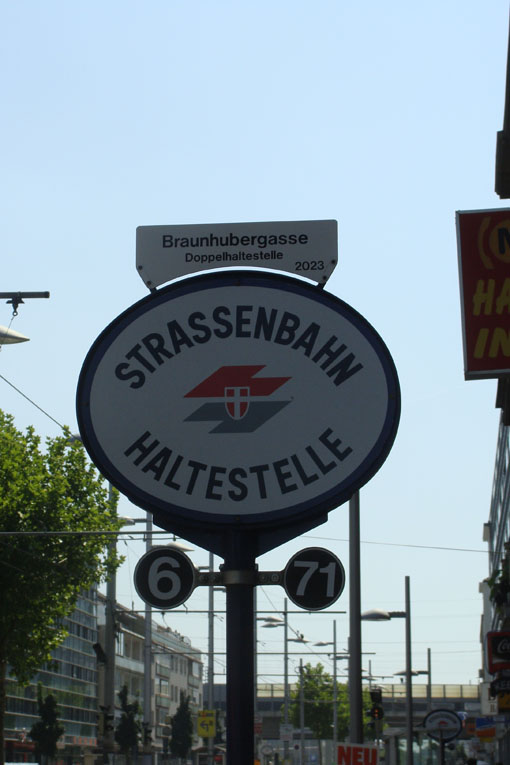 Braunhubergasse
Doppelhaltestelle
2023
STRASSENBAHN
HALTESTELLE
6 71
NEU